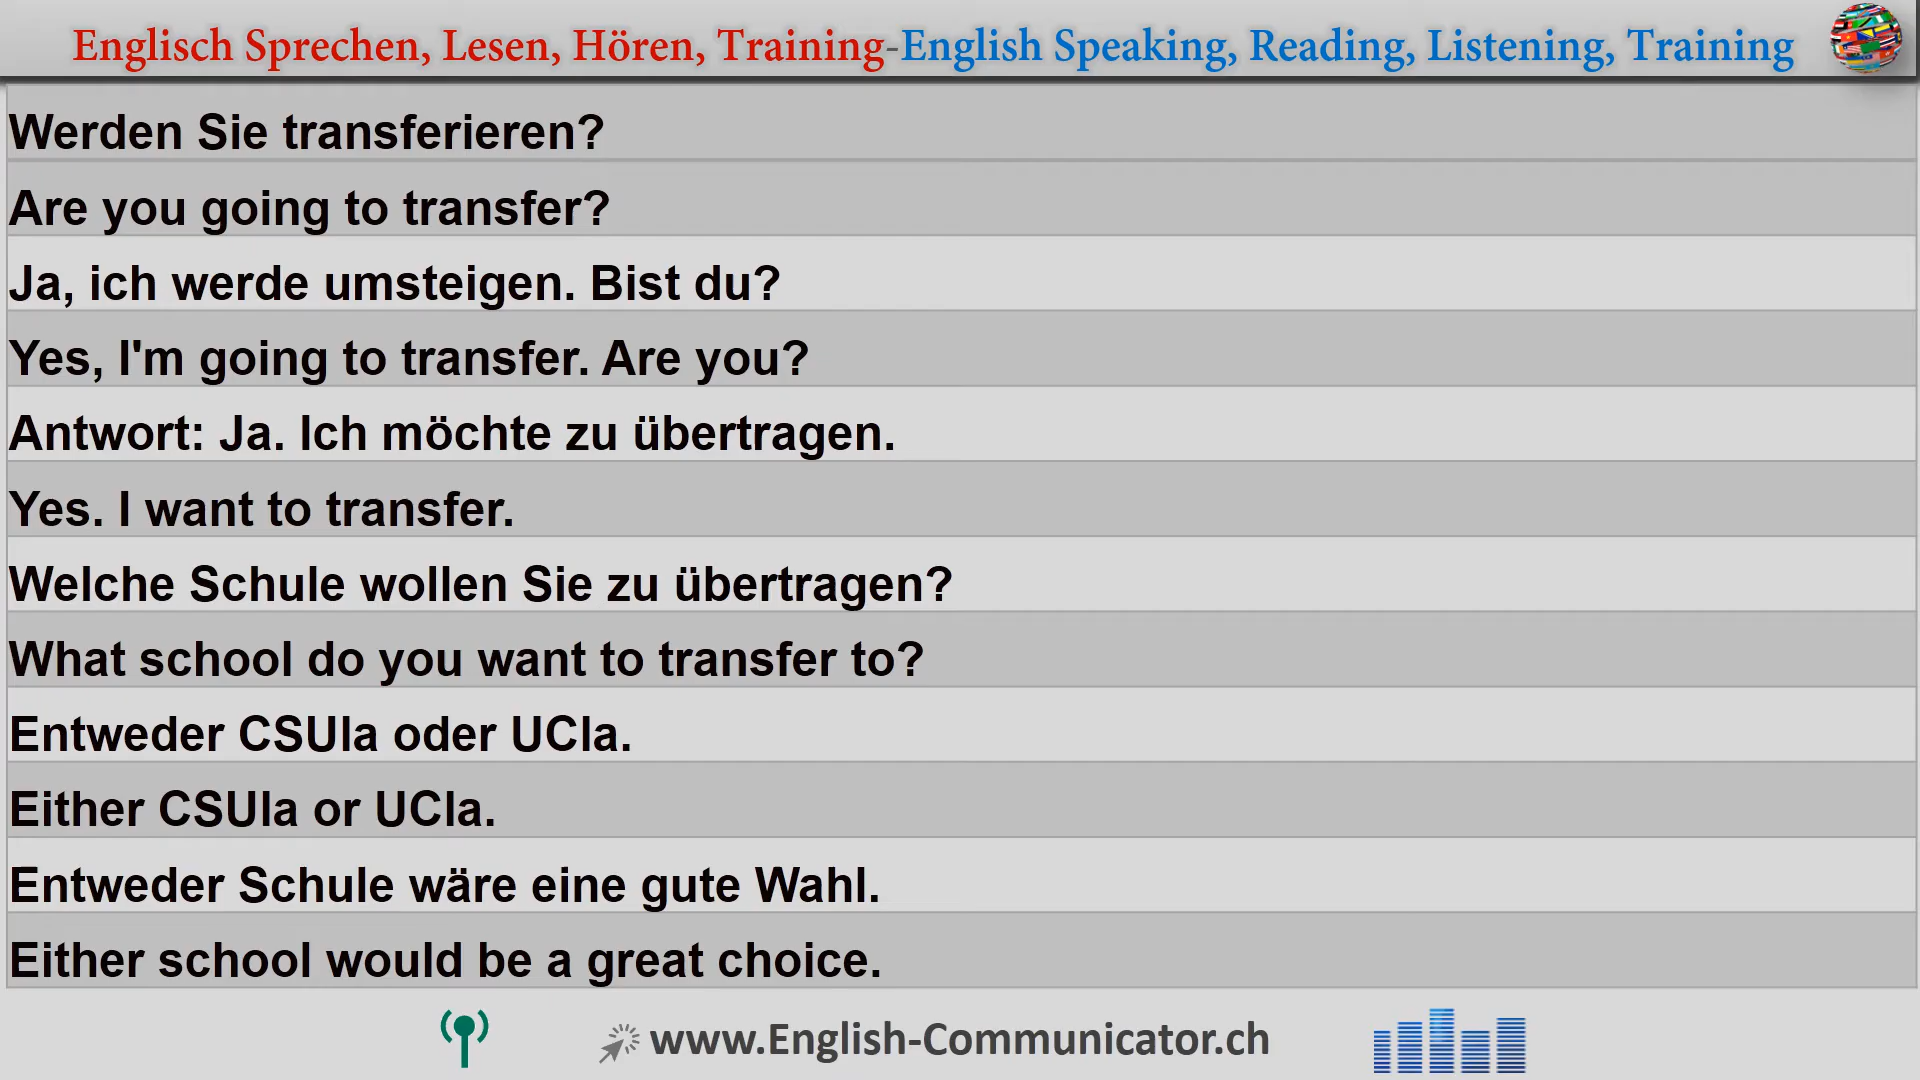 Englisch Sprechen, Lesen, Hören, Training-English Speaking, Reading, Listening, Training
Werden Sie transferieren?
Are you going to transfer?
Ja, ich werde umsteigen. Bist du?
Yes, I'm going to transfer. Are you?
Antwort: Ja. Ich möchte zu übertragen.
Yes. I want to transfer.
Welche Schule wollen Sie zu übertragen?
What school do you want to transfer to?
Entweder CSUla oder UCla.
Either CSUla or UCla.
Entweder Schule wäre eine gute Wahl.
Either school would be a great choice.
www.English-Communicator.ch